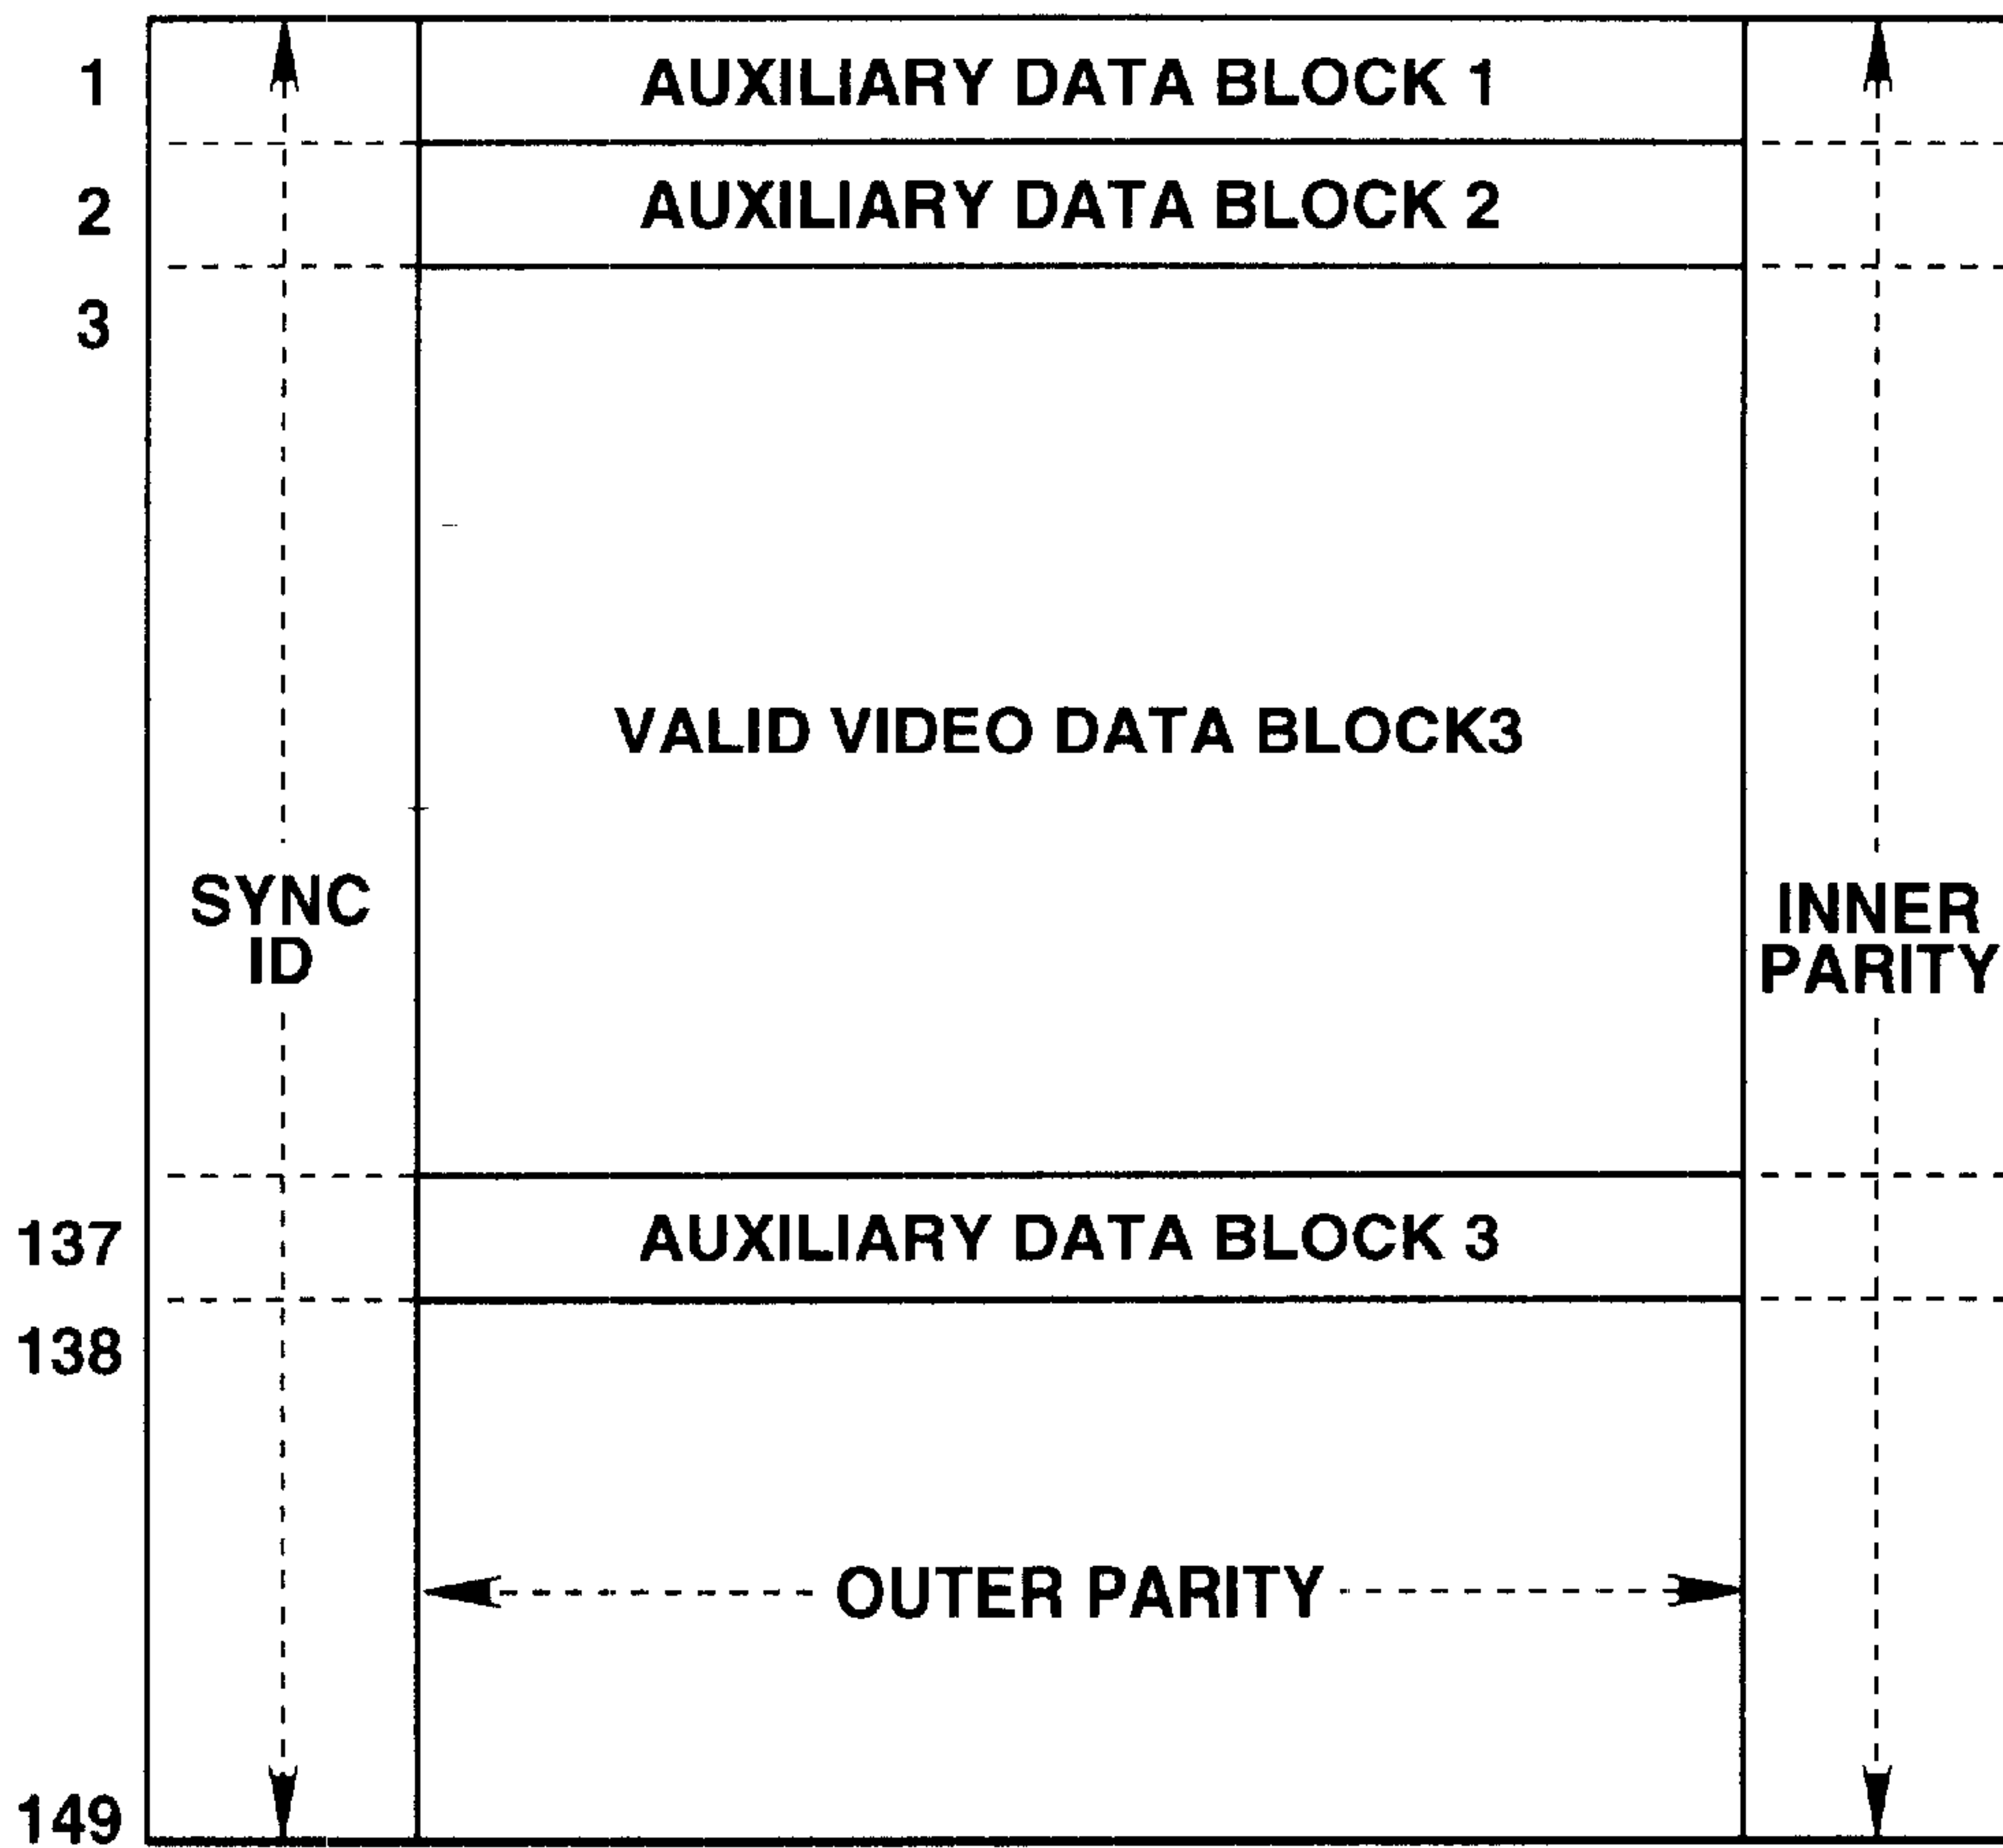 1
AUXILIARY DATA BLOCK 1
2
AUXILIARY DATA BLOCK 2
3
VALID VIDEO DATA BLOCK3
SYNC
ID
INNER
PARITY
137
AUXILIARY DATA BLOCK 3
138
OUTER PARITY
149